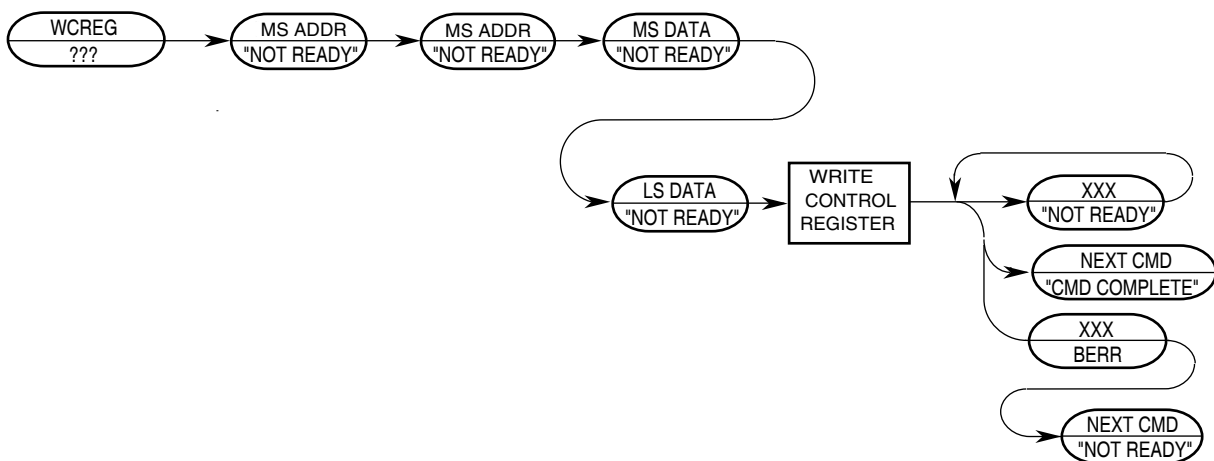 WCREG
???
MS ADDR
"NOT READY"
MS ADDR
"NOT READY"
MS DATA
"NOT READY"
LS DATA
"NOT READY"
WRITE
CONTROL
REGISTER
XXX
"NOT READY"
NEXT CMD
"CMD COMPLETE"
XXX
BERR
NEXT CMD
"NOT READY"